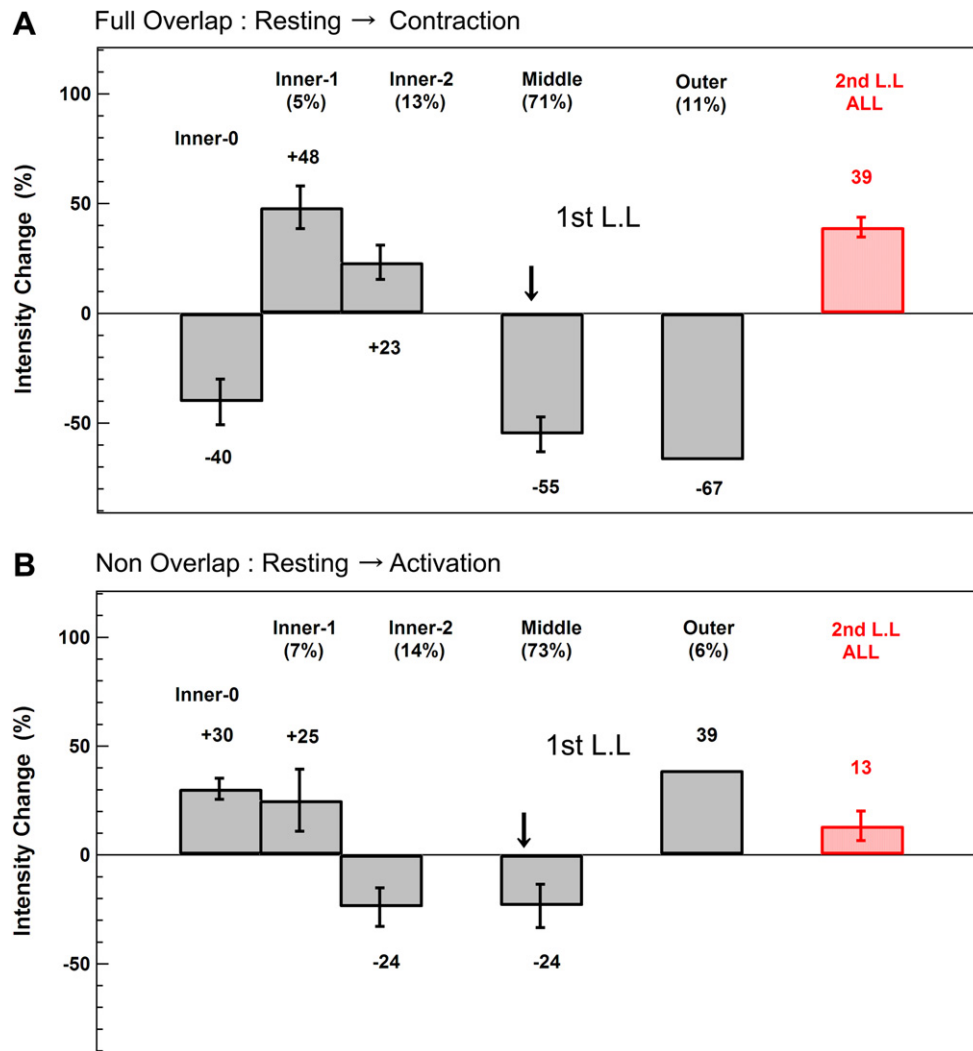 A Full Overlap : Resting → Contraction
Inner-1 Inner-2 Middle Outer 2nd L.L
(5%) (13%) (71%) (11%) ALL
Inner-0
+48
39
1st L.L
+23
-40
-55
-67
Intensity Change (%)
100
50
0
-50
B Non Overlap : Resting → Activation
Inner-1 Inner-2 Middle Outer 2nd L.L
(7%) (14%) (73%) (6%) ALL
Inner-0
+30 +25
39
1st L.L
13
-24 -24
Intensity Change (%)
100
50
0
-50